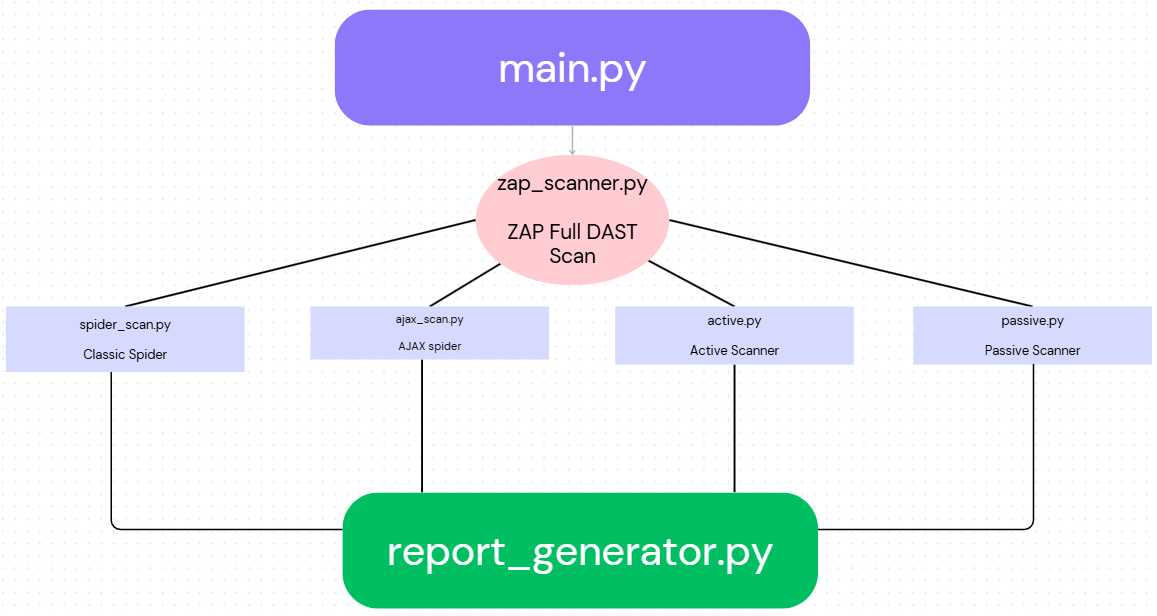 main.py
zap_scanner.py
ZAP Full DAST
Scan
spider_scan.py
Classic Spider
ajax_scan.py
AJAX spider
active.py
Active Scanner
passive.py
Passive Scanner
report_generator.py